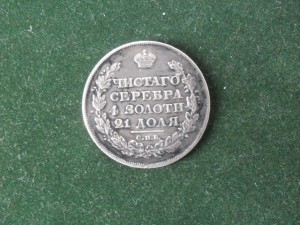 ЧИСТАГО
СЕРЕБРА
4 ЗОЛОТН
21 ДОЛЯ
С.П.Б.